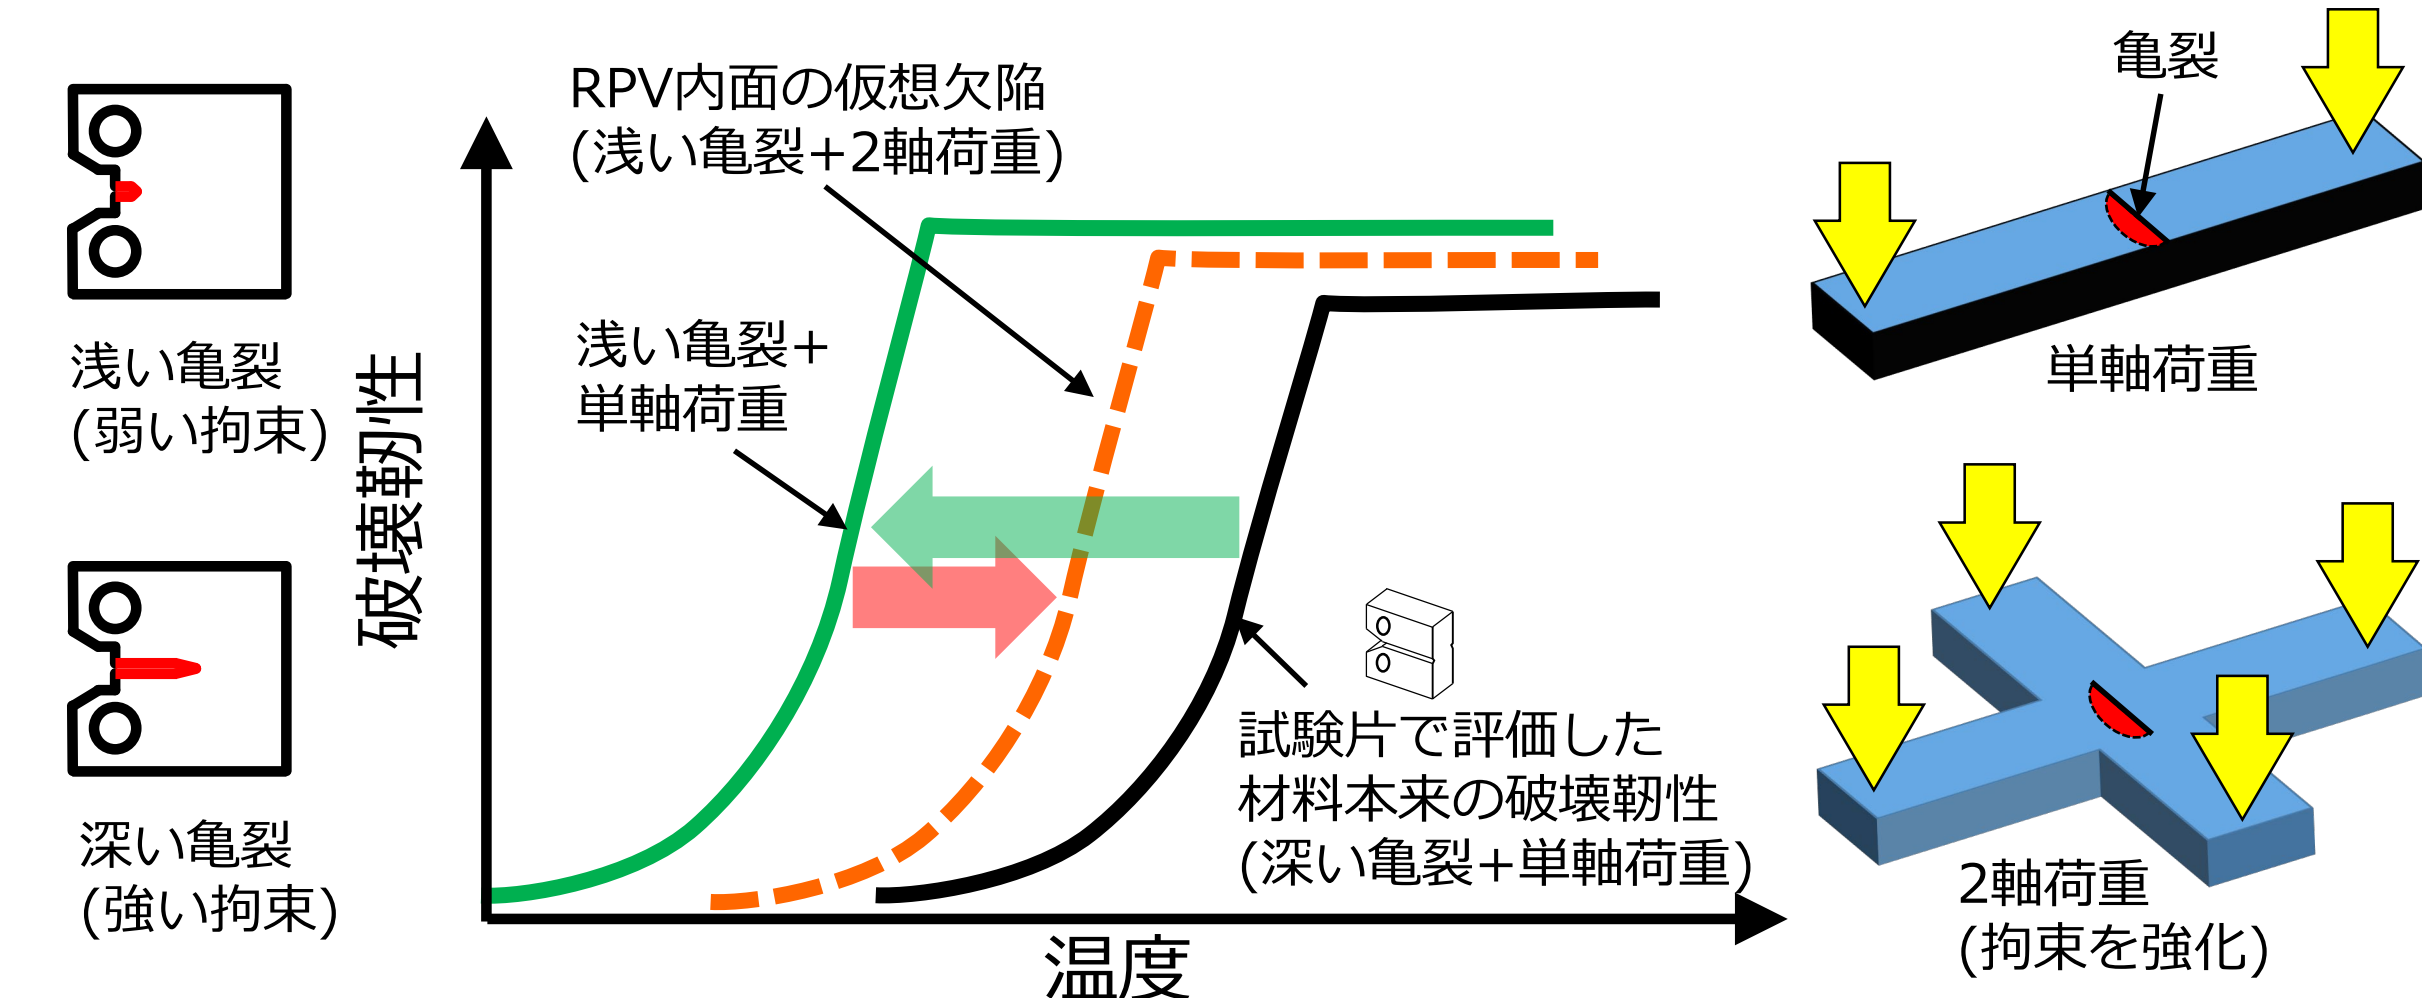 浅い亀裂
(弱い拘束)
深い亀裂
(強い拘束)
破壊靭性
RPV内面の仮想欠陥
(浅い亀裂+2軸荷重)
浅い亀裂+
単軸荷重
試験片で評価した
材料本来の破壊靭性
(深い亀裂+単軸荷重)
温度
亀裂
単軸荷重
2軸荷重
(拘束を強化)